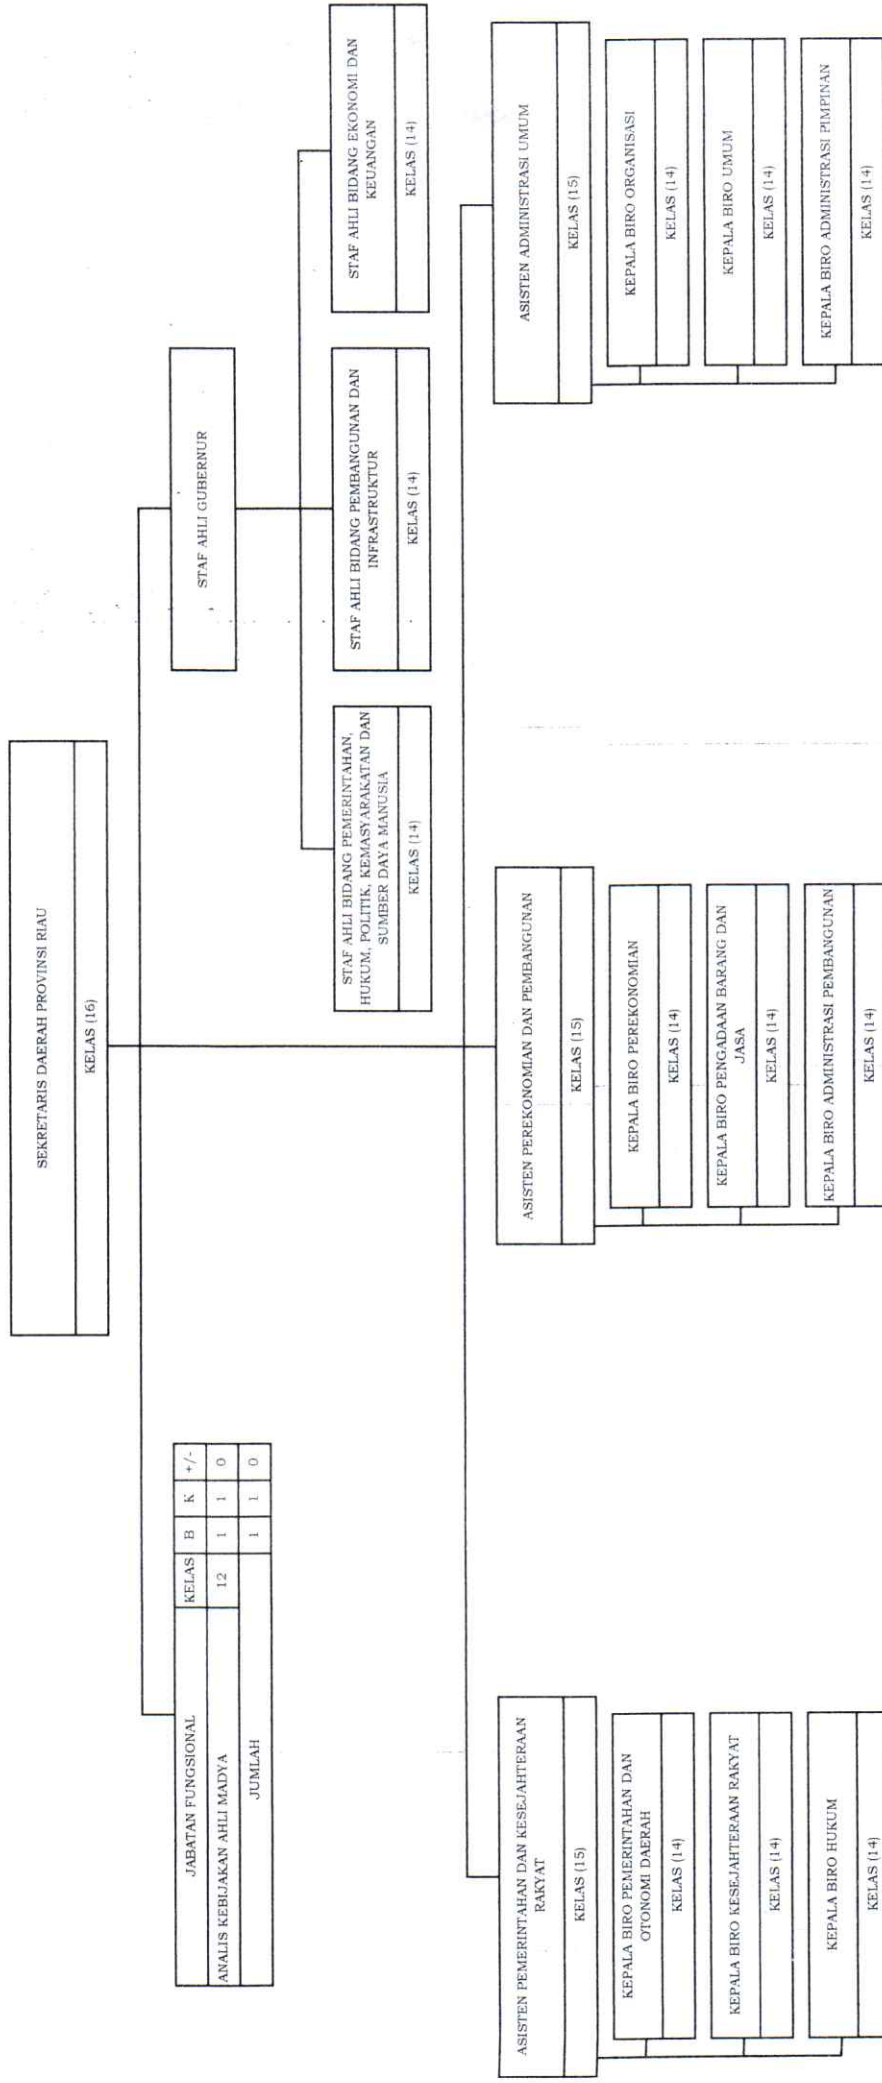 SEKRETARIS DAERAH PROVINSI RIAU
KELAS (16)
JABATAN FUNGSIONAL KELAS B K +/-
ANALIS KEBIJAKAN AHLI MADYA 12 1 1 0
JUMLAH 1 1 0
STAF AHLI GUBERNUR
STAF AHLI BIDANG PEMERINTAHAN,
HUKUM, POLITIK, KEMASYARAKATAN DAN
SUMBER DAYA MANUSIA
KELAS (14)
STAF AHLI BIDANG PEMBANGUNAN DAN
INFRASTRUKTUR
KELAS (14)
STAF AHLI BIDANG EKONOMI DAN
KEUANGAN
KELAS (14)
ASISTEN PEMERINTAHAN DAN KESEJAHTERAAN
RAKYAT
KELAS (15)
KEPALA BIRO PEMERINTAHAN DAN
OTONOMI DAERAH
KELAS (14)
KEPALA BIRO KESEJAHTERAAN RAKYAT
KELAS (14)
KEPALA BIRO HUKUM
KELAS (14)
ASISTEN PEREKONOMIAN DAN PEMBANGUNAN
KELAS (15)
KEPALA BIRO PEREKONOMIAN
KELAS (14)
KEPALA BIRO PENGADAAN BARANG DAN
JASA
KELAS (14)
KEPALA BIRO ADMINISTRASI PEMBANGUNAN
KELAS (14)
ASISTEN ADMINISTRASI UMUM
KELAS (15)
KEPALA BIRO ORGANISASI
KELAS (14)
KEPALA BIRO UMUM
KELAS (14)
KEPALA BIRO ADMINISTRASI PIMPINAN
KELAS (14)